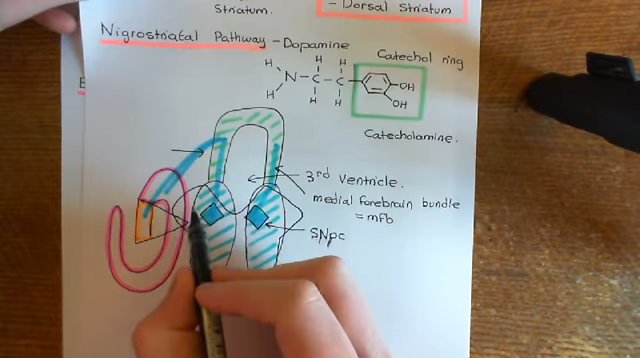 Striatum.
- Dorsal Striatum
Nigrostriatal Pathway - Dopamine
Catechol ring
H H H
N - C - C - OH
H H H OH
Catecholamine.
3rd Ventricle.
medial forebrain bundle
= mfb
SNpc